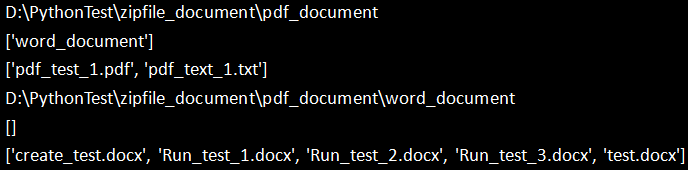 D:\PythonTest\zipfile_document\pdf_document
['word_document']
['pdf_test_1.pdf', 'pdf_text_1.txt']
D:\PythonTest\zipfile_document\pdf_document\word_document
[]
['create_test.docx', 'Run_test_1.docx', 'Run_test_2.docx', 'Run_test_3.docx', 'test.docx']